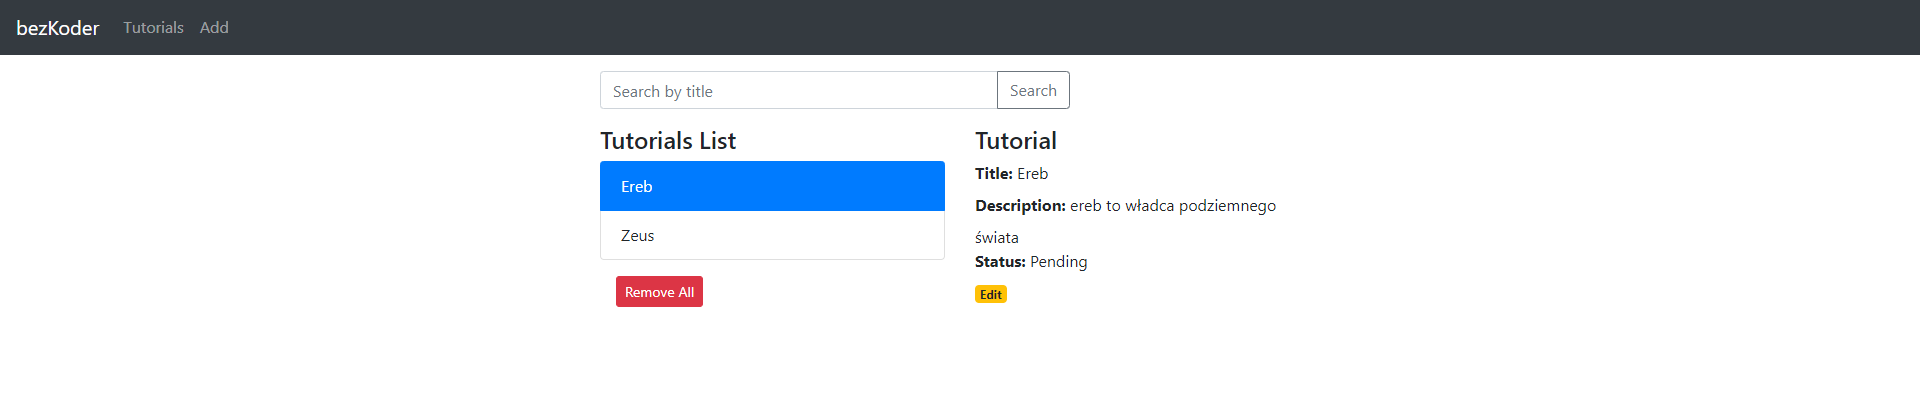 bezKoder Tutorials Add
Search by title Search
Tutorials List
Ereb
Zeus
Remove All
Tutorial
Title: Ereb
Description: ereb to władca podziemnego
świata
Status: Pending
Edit